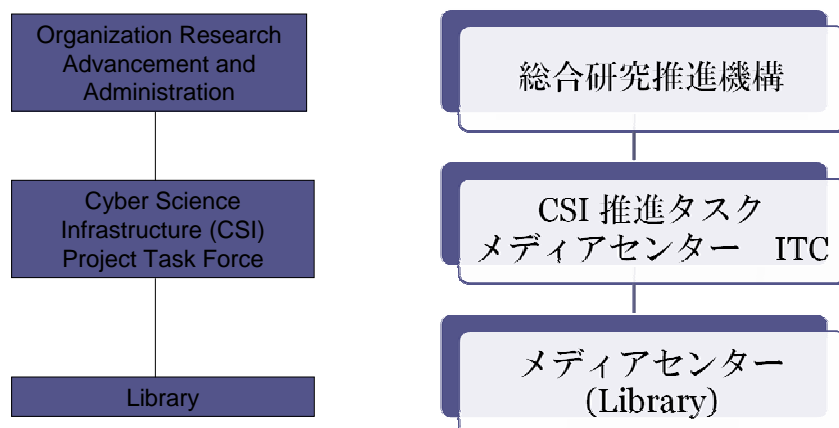 Organization Research
Advancement and
Administration
Cyber Science
Infrastructure (CSI)
Project Task Force
Library
総合研究推進機構
CSI 推進タスク
メディアセンター　ITC
メディアセンター
(Library)